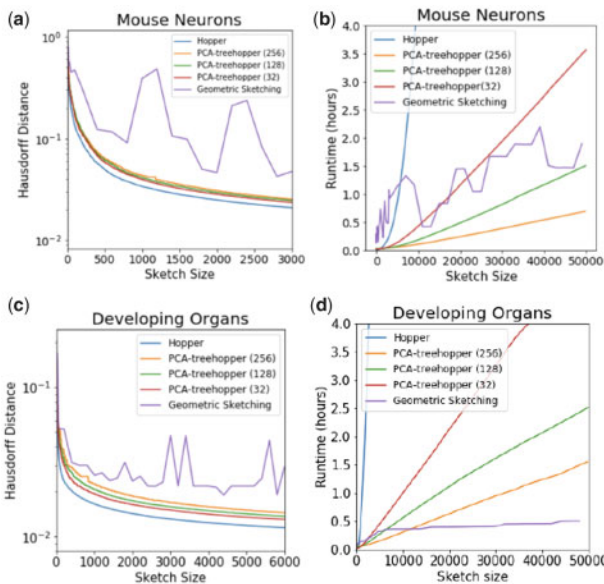 (a)
Mouse Neurons
Hausdorff Distance
10⁰
10⁻¹
10⁻²
Hopper
PCA-treehopper (256)
PCA-treehopper (128)
PCA-treehopper (32)
Geometric Sketching
0 500 1000 1500 2000 2500 3000
Sketch Size
(b)
Mouse Neurons
Runtime (hours)
4.0
3.5
3.0
2.5
2.0
1.5
1.0
0.5
0.0
Hopper
PCA-treehopper (256)
PCA-treehopper (128)
PCA-treehopper(32)
Geometric Sketching
0 10000 20000 30000 40000 50000
Sketch Size
(c)
Developing Organs
Hausdorff Distance
10⁻¹
10⁻²
Hopper
PCA-treehopper (256)
PCA-treehopper (128)
PCA-treehopper (32)
Geometric Sketching
0 1000 2000 3000 4000 5000 6000
Sketch Size
(d)
Developing Organs
Runtime (hours)
4.0
3.5
3.0
2.5
2.0
1.5
1.0
0.5
0.0
Hopper
PCA-treehopper (256)
PCA-treehopper (128)
PCA-treehopper (32)
Geometric Sketching
0 10000 20000 30000 40000 50000
Sketch Size